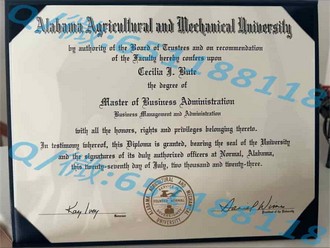 Alabama Agricultural and Mechanical University
by authority of the Board of Trustees and on recommendation
of the Faculty hereby confers upon
Cecilia J. Bute
the degree of
Master of Business Administration
Business Management and Administration
with all the honors, rights and privileges belonging thereto.
In testimony whereof, this Diploma is granted, bearing the seal of the University
and the signatures of its duly authorized officers at Normal, Alabama,
this twenty-seventh day of July, two thousand and twenty-three.
Kay Ivey